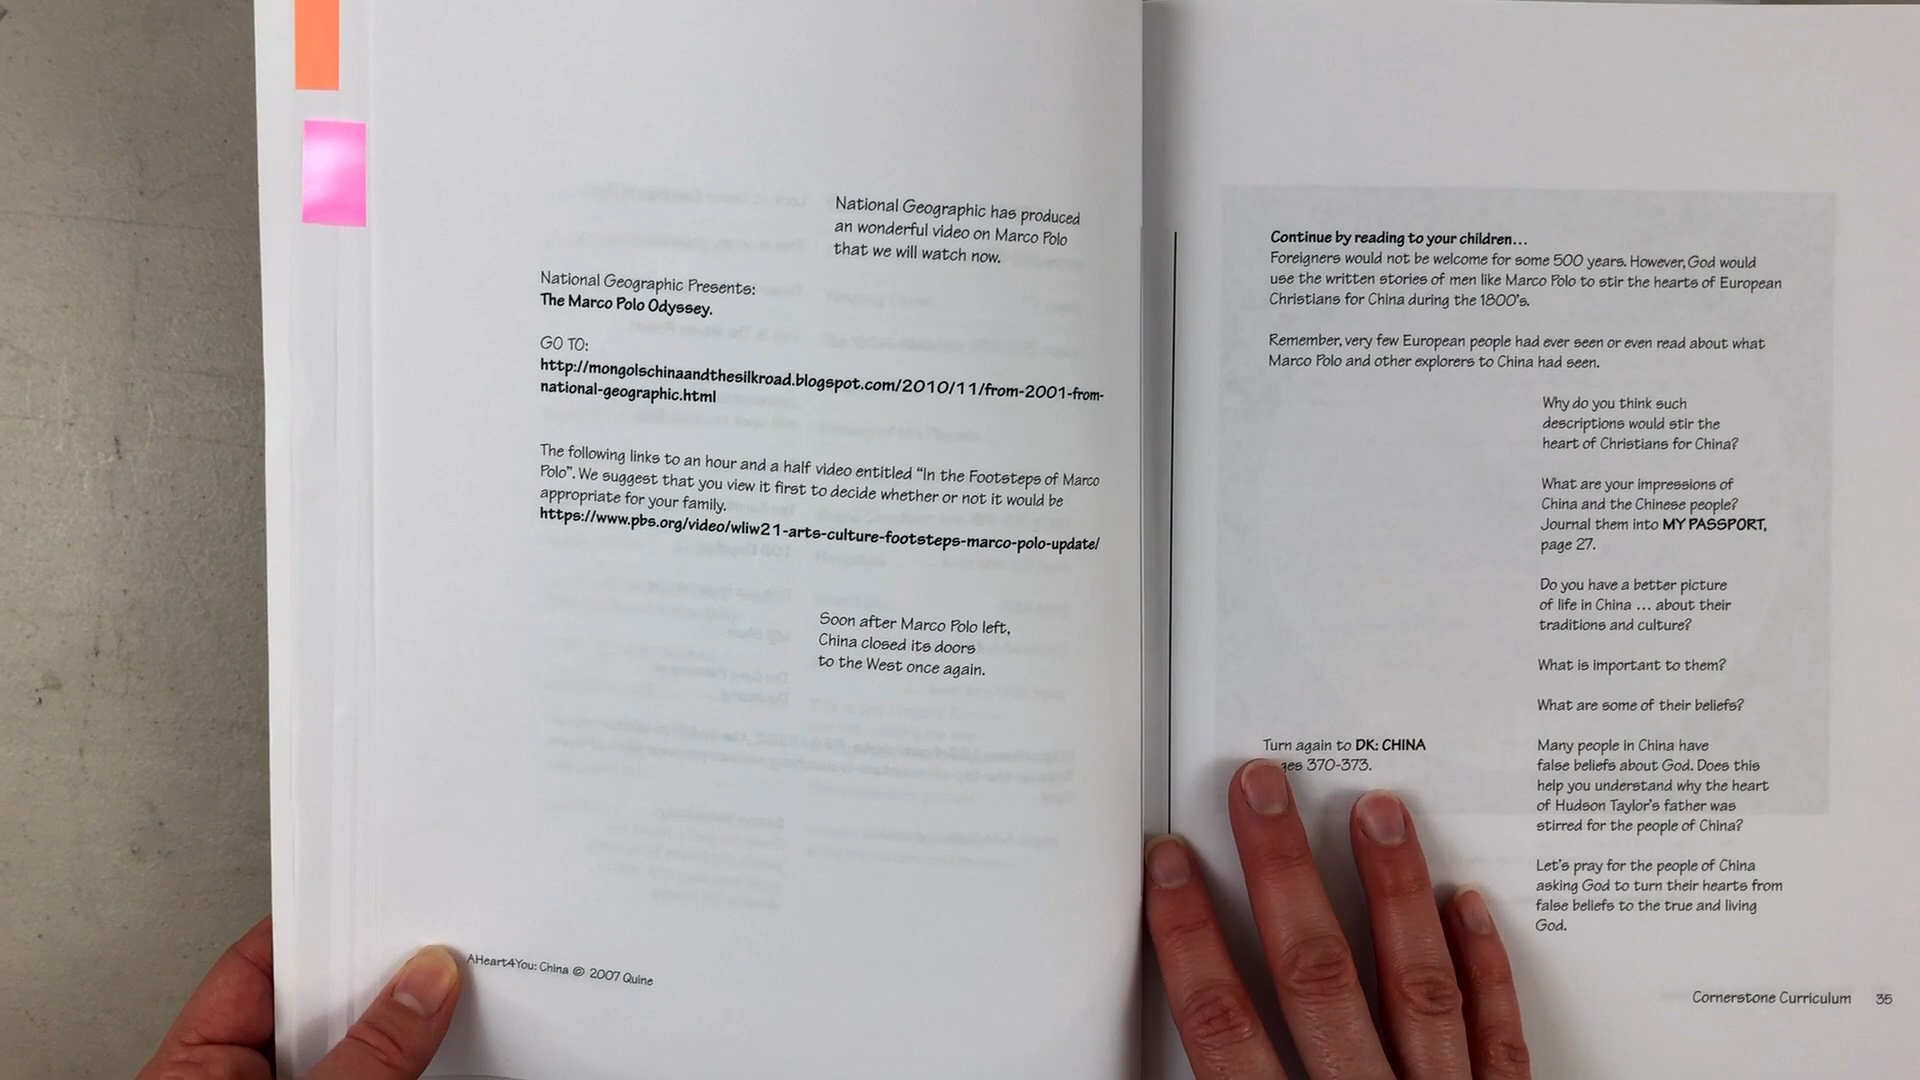 National Geographic has produced
an wonderful video on Marco Polo
that we will watch now.
National Geographic Presents:
The Marco Polo Odyssey.
GO TO:
http://mongolschinaandthesilkroad.blogspot.com/2010/11/from-2001-from-
national-geographic.html
The following links to an hour and a half video entitled “In the Footsteps of Marco
Polo”. We suggest that you view it first to decide whether or not it would be
appropriate for your family.
https://www.pbs.org/video/wliw21-arts-culture-footsteps-marco-polo-update/
Soon after Marco Polo left,
China closed its doors
to the West once again.
AHeart4You: China © 2007 Quine
Continue by reading to your children...
Foreigners would not be welcome for some 500 years. However, God would
use the written stories of men like Marco Polo to stir the hearts of European
Christians for China during the 1800’s.
Remember, very few European people had ever seen or even read about what
Marco Polo and other explorers to China had seen.
Why do you think such
descriptions would stir the
heart of Christians for China?
What are your impressions of
China and the Chinese people?
Journal them into MY PASSPORT,
page 27.
Do you have a better picture
of life in China ... about their
traditions and culture?
What is important to them?
What are some of their beliefs?
Turn again to DK: CHINA
370-373.
Many people in China have
false beliefs about God. Does this
help you understand why the heart
of Hudson Taylor’s father was
stirred for the people of China?
Let’s pray for the people of China
asking God to turn their hearts from
false beliefs to the true and living
God.
Cornerstone Curriculum 35